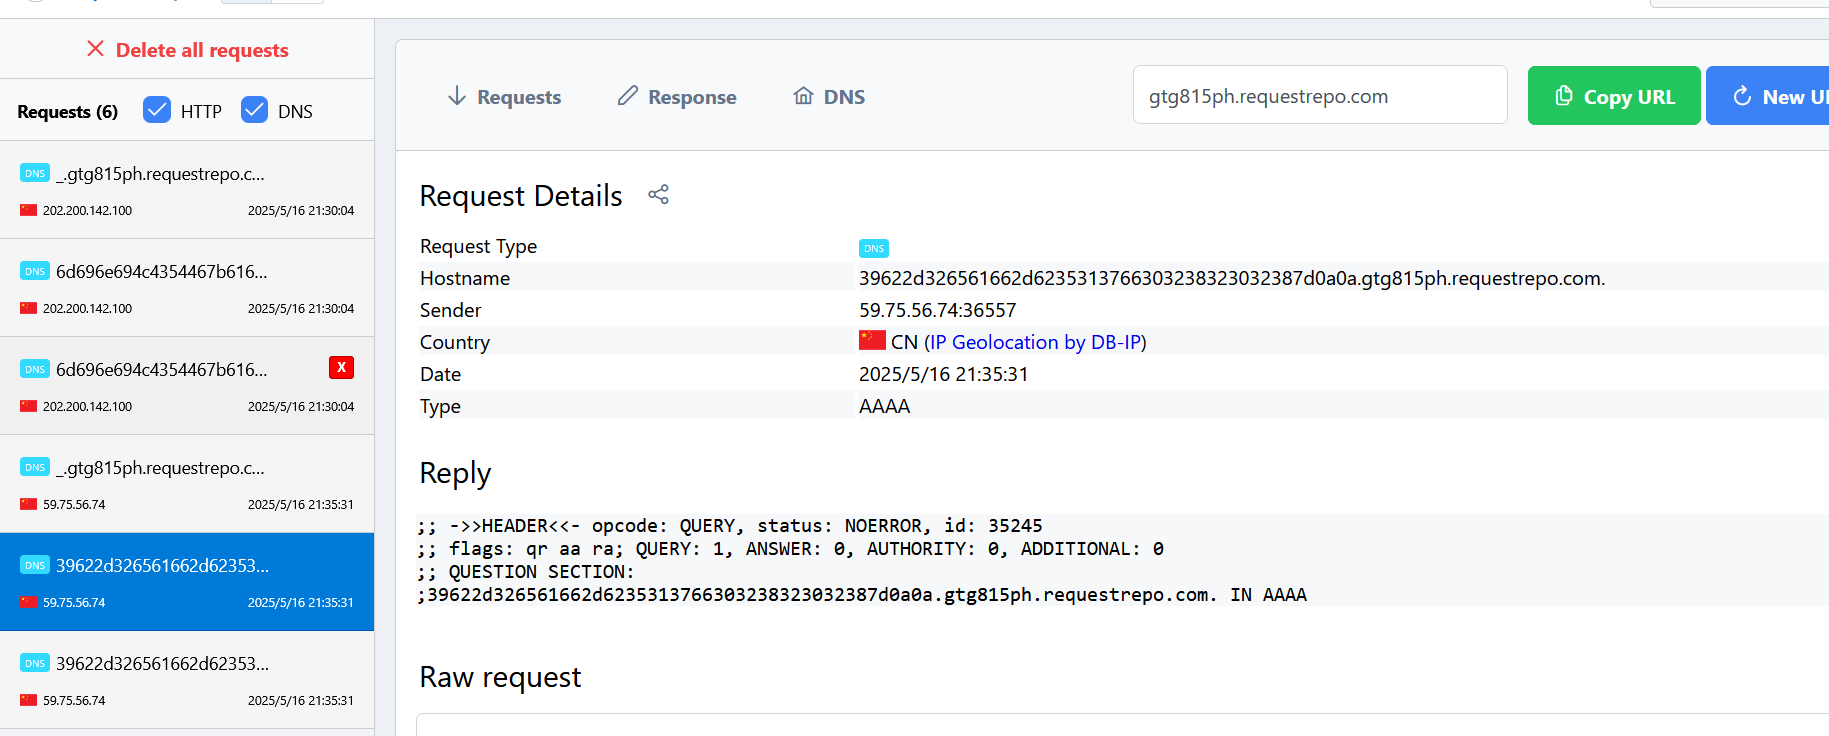 Delete all requests
Requests (6) HTTP DNS
DNS _.gtg815ph.requestrepo.c...
202.200.142.100 2025/5/16 21:30:04
DNS 6d696e694c4354467b616...
202.200.142.100 2025/5/16 21:30:04
DNS 6d696e694c4354467b616... X
202.200.142.100 2025/5/16 21:30:04
DNS _.gtg815ph.requestrepo.c...
59.75.56.74 2025/5/16 21:35:31
DNS 39622d326561662d62353...
59.75.56.74 2025/5/16 21:35:31
DNS 39622d326561662d62353...
59.75.56.74 2025/5/16 21:35:31
Requests Response DNS gtg815ph.requestrepo.com Copy URL New U
Request Details
Request Type DNS
Hostname 39622d326561662d6235313766303238323032387d0a0a.gtg815ph.requestrepo.com.
Sender 59.75.56.74:36557
Country CN (IP Geolocation by DB-IP)
Date 2025/5/16 21:35:31
Type AAAA
Reply
;; ->>HEADER<<- opcode: QUERY, status: NOERROR, id: 35245
;; flags: qr aa ra; QUERY: 1, ANSWER: 0, AUTHORITY: 0, ADDITIONAL: 0
;; QUESTION SECTION:
;39622d326561662d6235313766303238323032387d0a0a.gtg815ph.requestrepo.com. IN AAAA
Raw request